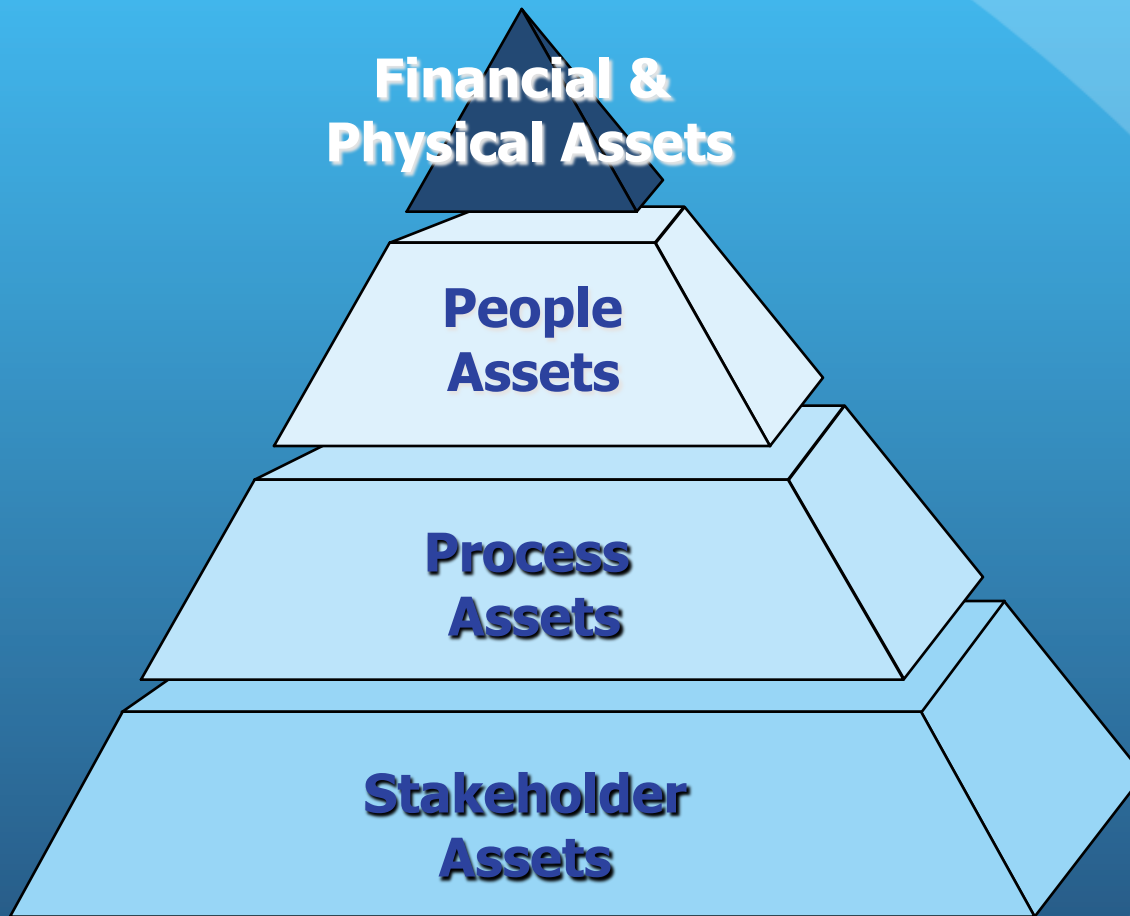 Financial &
Physical Assets
People
Assets
Process
Assets
Stakeholder
Assets